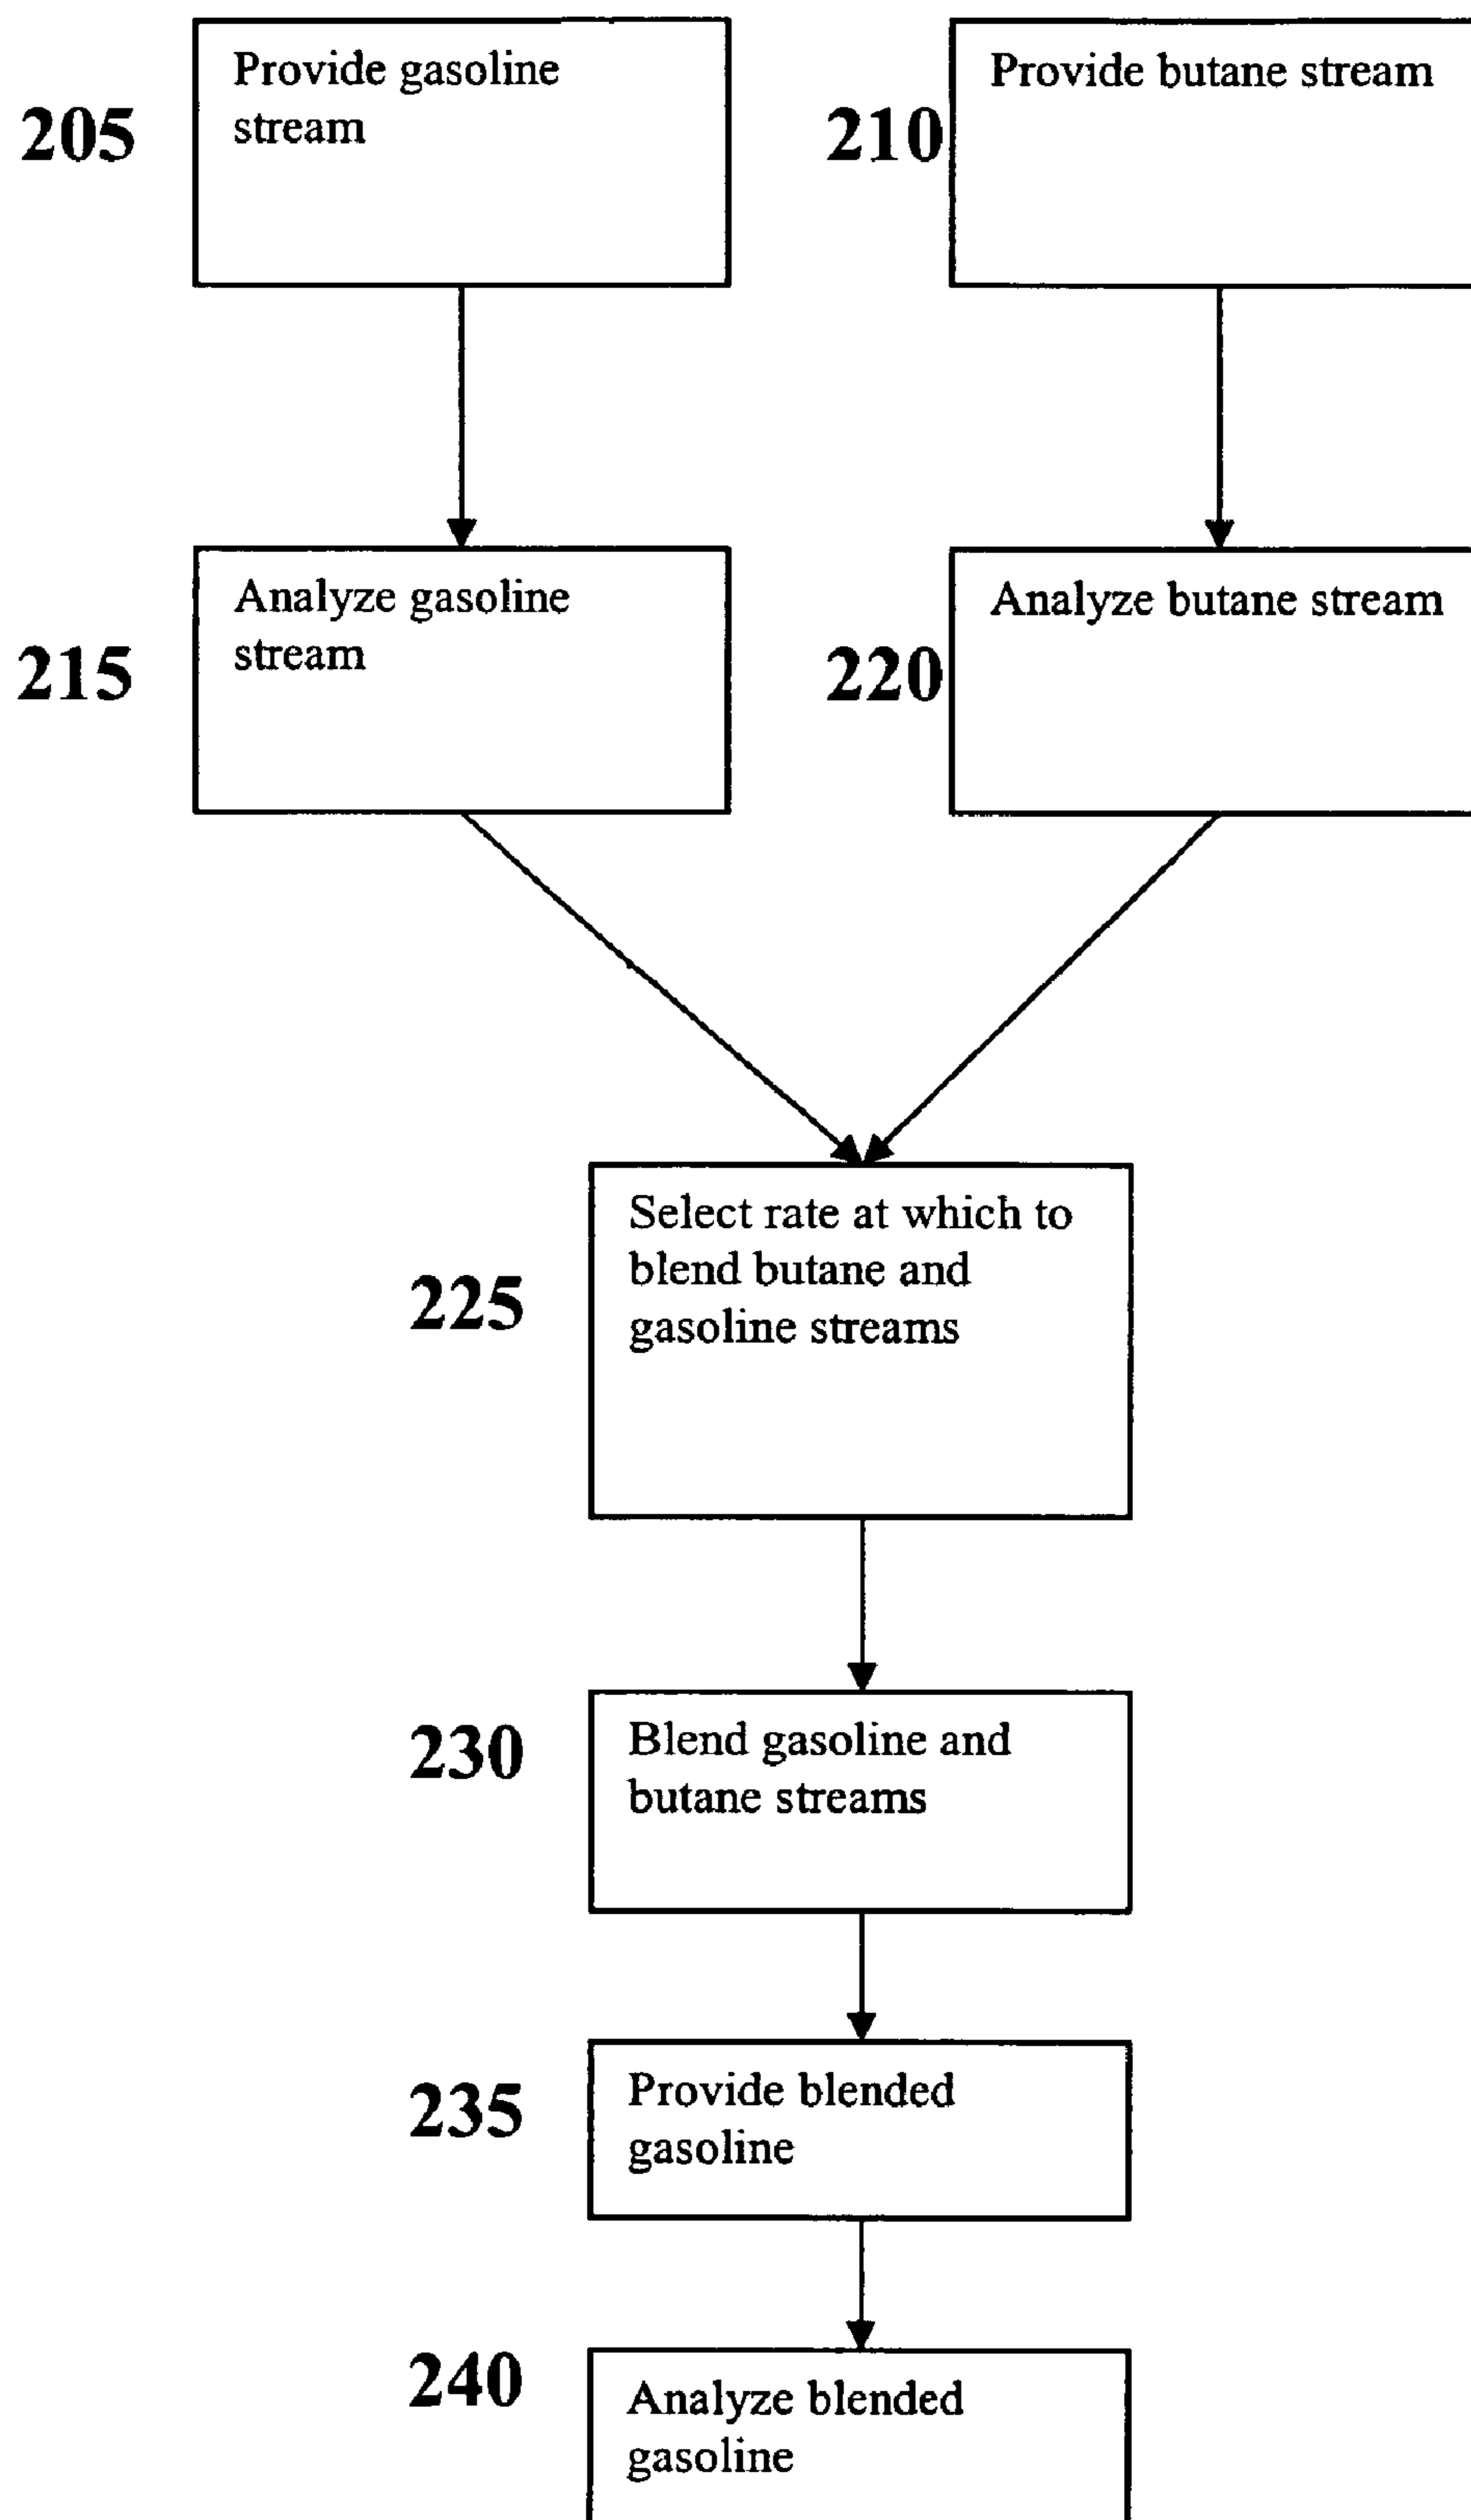 205
Provide gasoline
stream
210
Provide butane stream
215
Analyze gasoline
stream
220
Analyze butane stream
225
Select rate at which to
blend butane and
gasoline streams
230
Blend gasoline and
butane streams
235
Provide blended
gasoline
240
Analyze blended
gasoline